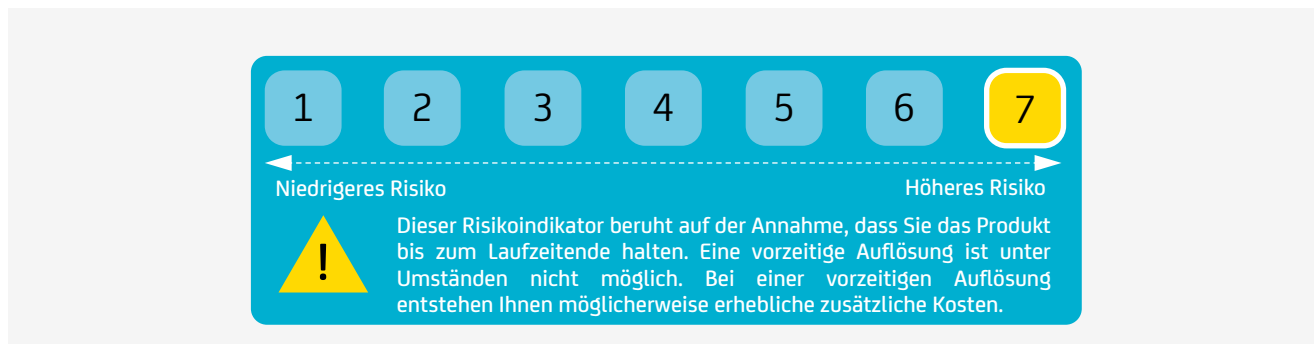 1 2 3 4 5 6 7
Niedrigeres Risiko Höheres Risiko
Dieser Risikoindikator beruht auf der Annahme, dass Sie das Produkt
bis zum Laufzeitende halten. Eine vorzeitige Auflösung ist unter
Umständen nicht möglich. Bei einer vorzeitigen Auflösung
entstehen Ihnen möglicherweise erhebliche zusätzliche Kosten.
!